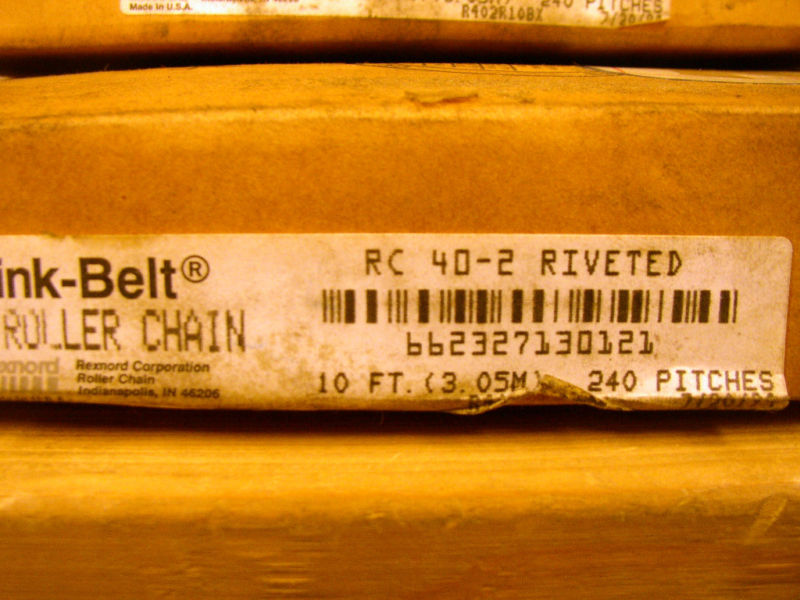 Made in U.S.A.
240 PITCHES
R402R10BX
ink-Belt®
RC 40-2 RIVETED
ROLLER CHAIN
662327130121
Rexnord Corporation
Roller Chain
Indianapolis, IN 46206
10 FT. (3.05M) 240 PITCHES